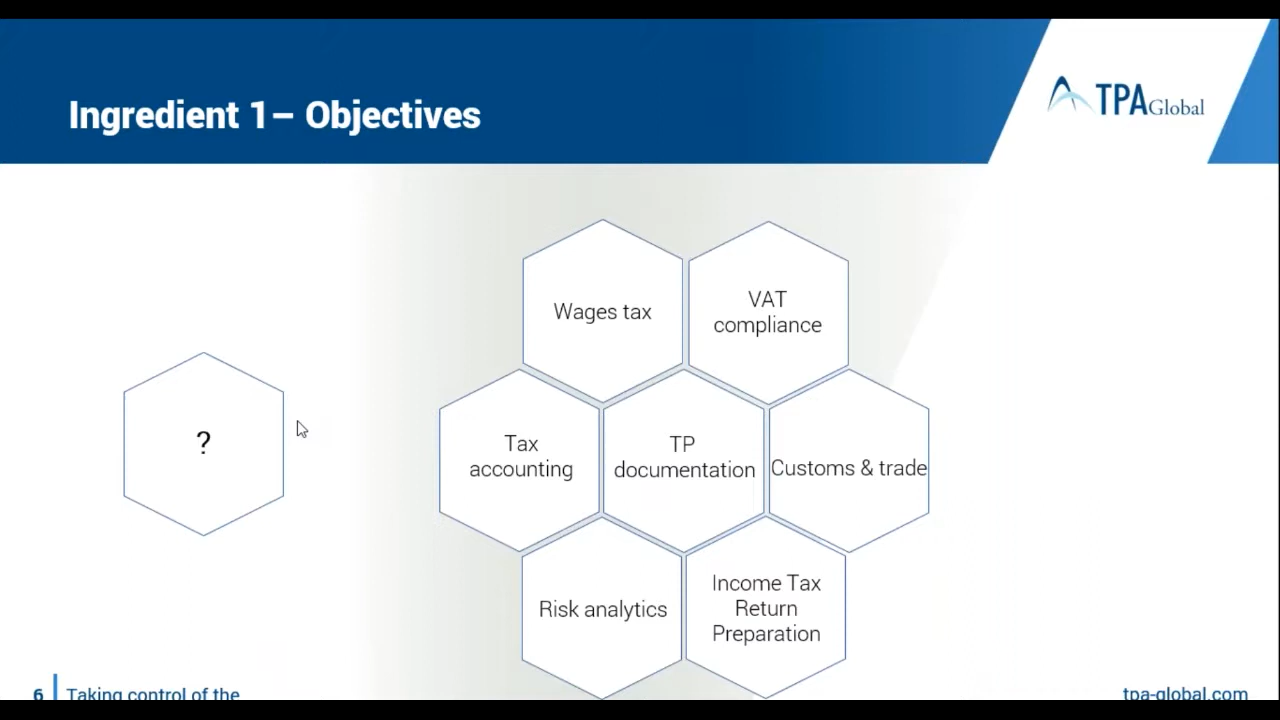 Ingredient 1– Objectives
TPA Global
Wages tax
VAT
compliance
?
Tax
accounting
TP
documentation
Customs & trade
Risk analytics
Income Tax
Return
Preparation
6
Taking control of the
tpa-global.com